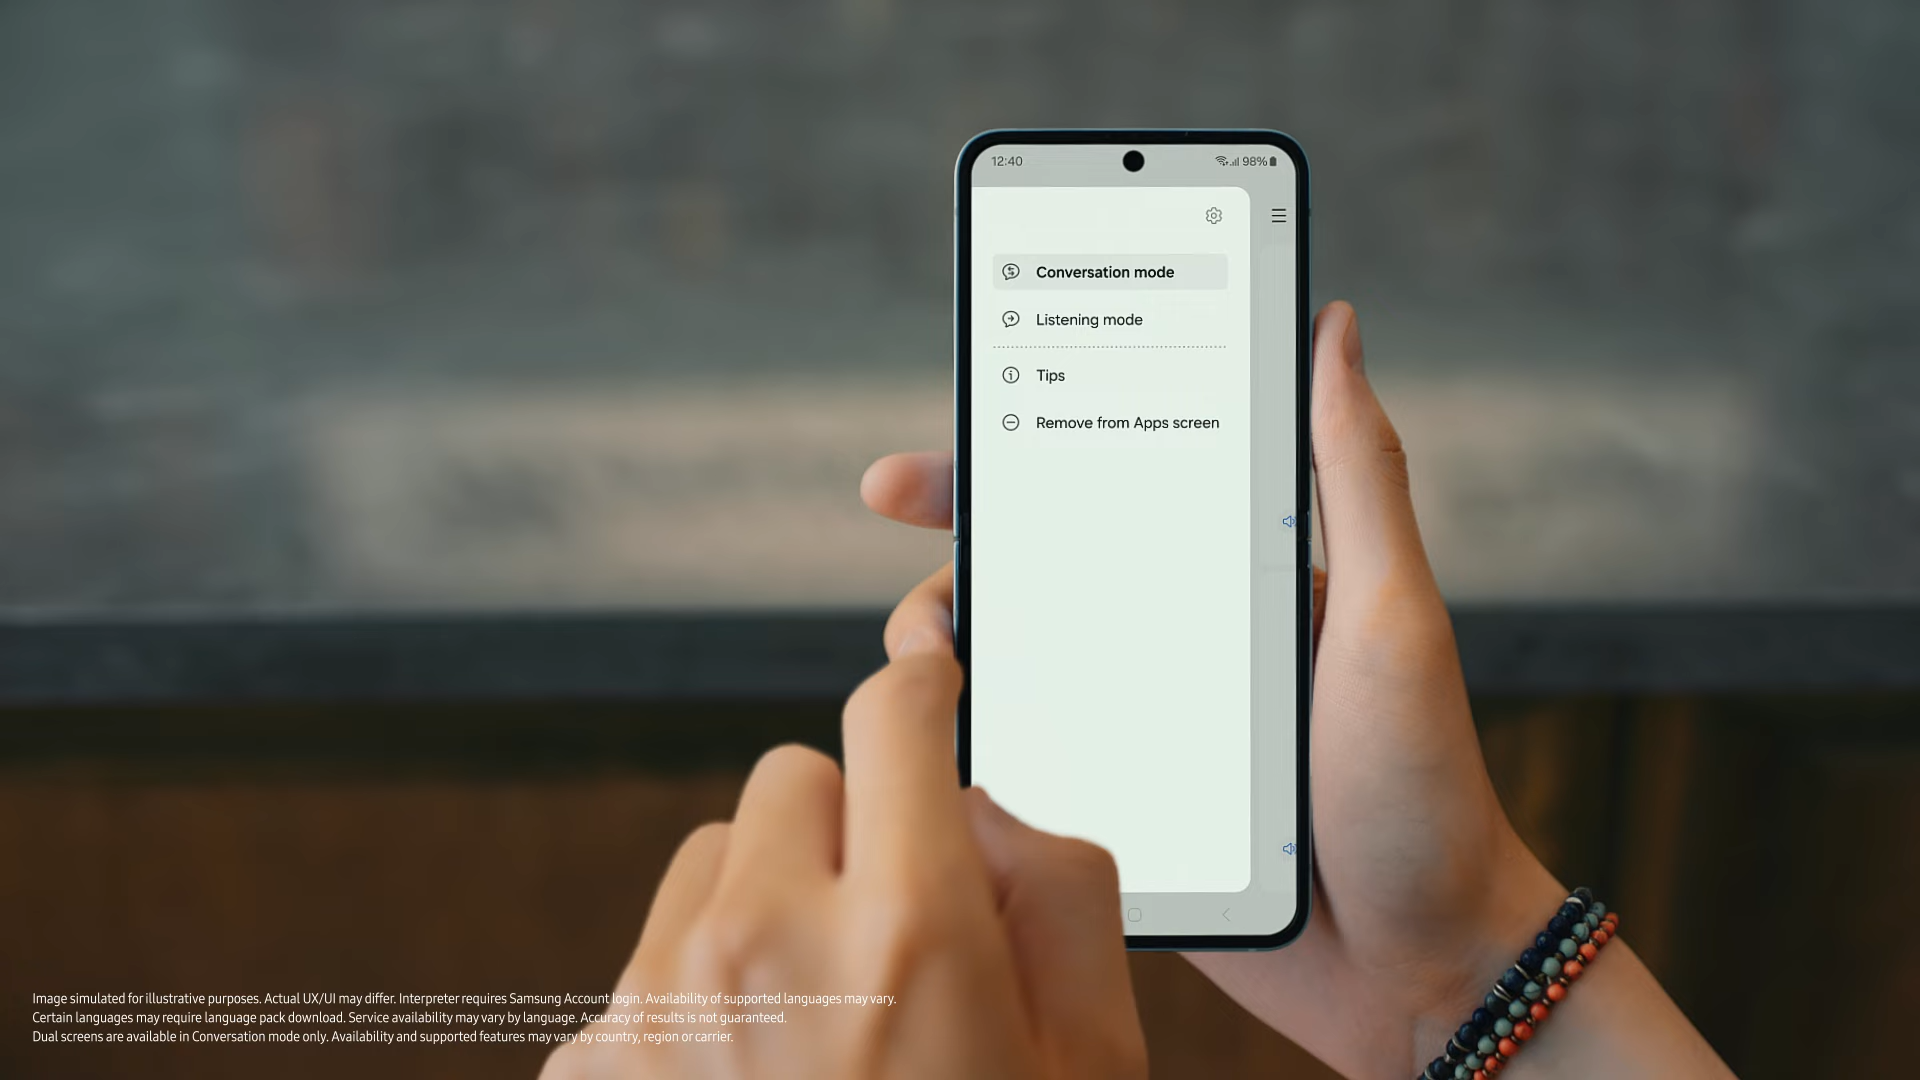 12:40
98%
Conversation mode
Listening mode
Tips
Remove from Apps screen
Image simulated for illustrative purposes. Actual UX/UI may differ. Interpreter requires Samsung Account login. Availability of supported languages may vary.
Certain languages may require language pack download. Service availability may vary by language. Accuracy of results is not guaranteed.
Dual screens are available in Conversation mode only. Availability and supported features may vary by country, region or carrier.